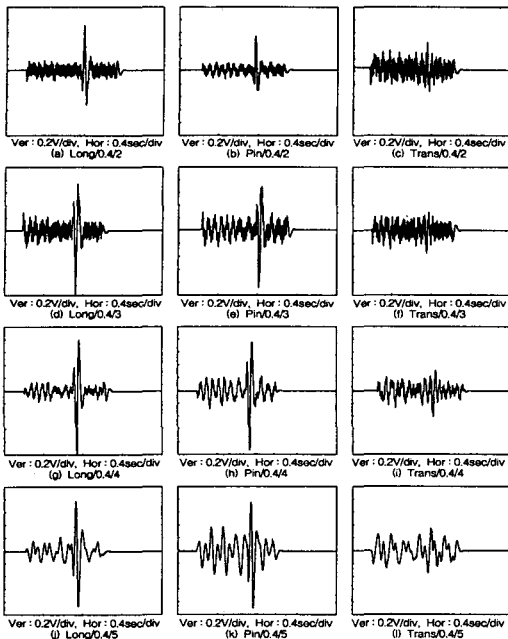 Ver : 0.2V/div, Hor : 0.4sec/div
(a) Long/0.4/2
Ver : 0.2V/div, Hor : 0.4sec/div
(b) Pin/0.4/2
Ver : 0.2V/div, Hor : 0.4sec/div
(c) Trans/0.4/2
Ver : 0.2V/div, Hor : 0.4sec/div
(d) Long/0.4/3
Ver : 0.2V/div, Hor : 0.4sec/div
(e) Pin/0.4/3
Ver : 0.2V/div, Hor : 0.4sec/div
(f) Trans/0.4/3
Ver : 0.2V/div, Hor : 0.4sec/div
(g) Long/0.4/4
Ver : 0.2V/div, Hor : 0.4sec/div
(h) Pin/0.4/4
Ver : 0.2V/div, Hor : 0.4sec/div
(i) Trans/0.4/4
Ver : 0.2V/div, Hor : 0.4sec/div
(j) Long/0.4/5
Ver : 0.2V/div, Hor : 0.4sec/div
(k) Pin/0.4/5
Ver : 0.2V/div, Hor : 0.4sec/div
(l) Trans/0.4/5